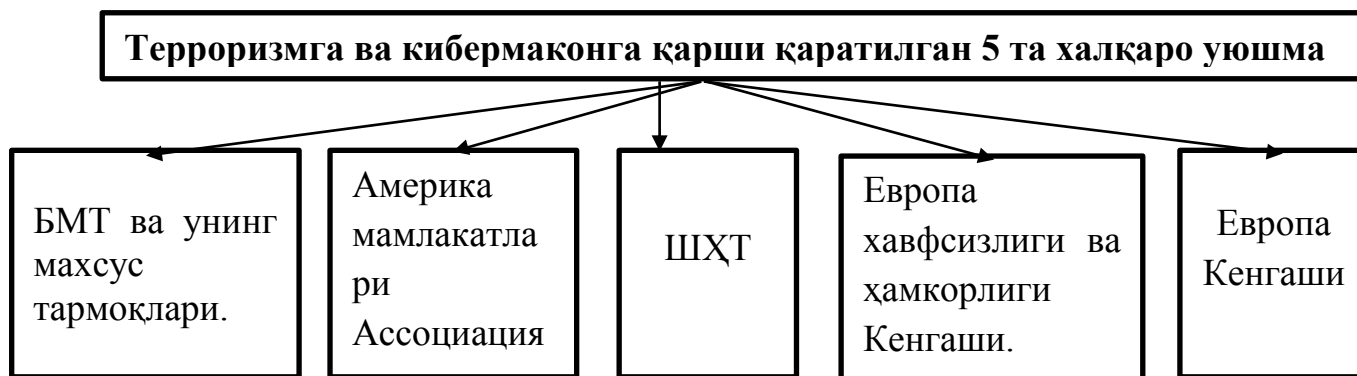 Терроризмга ва кибермаконга қарши қаратилган 5 та халқаро уюшма
БМТ ва унинг
махсус
тармоқлари.
Америка
мамлакатла
ри
Ассоциация
ШҲТ
Европа
хавфсизлиги ва
ҳамкорлиги
Кенгаши.
Европа
Кенгаши